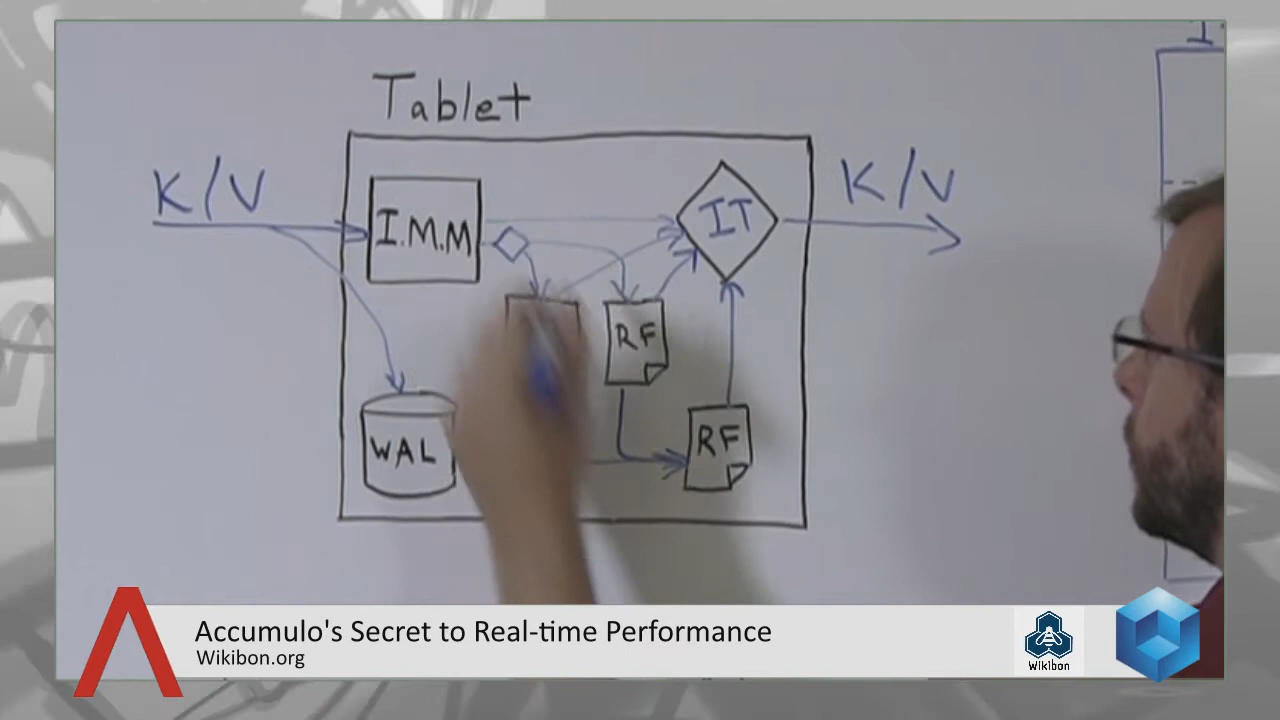 Tablet
K/V
I.M.M
IT
K/V
RF
WAL
RF
Accumulo's Secret to Real-time Performance
Wikibon.org
Wikibon